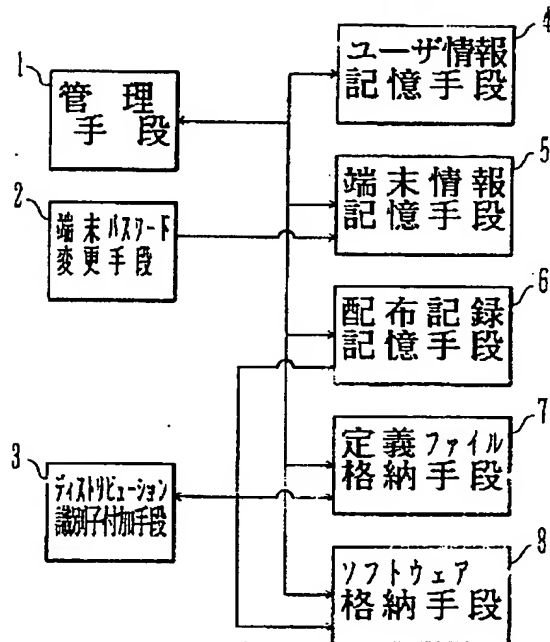 1
管理
手段
2
端末パスワード
変更手段
3
ディストリビューション
識別子付加手段
4
ユーザ情報
記憶手段
5
端末情報
記憶手段
6
配布記録
記憶手段
7
定義ファイル
格納手段
8
ソフトウェア
格納手段